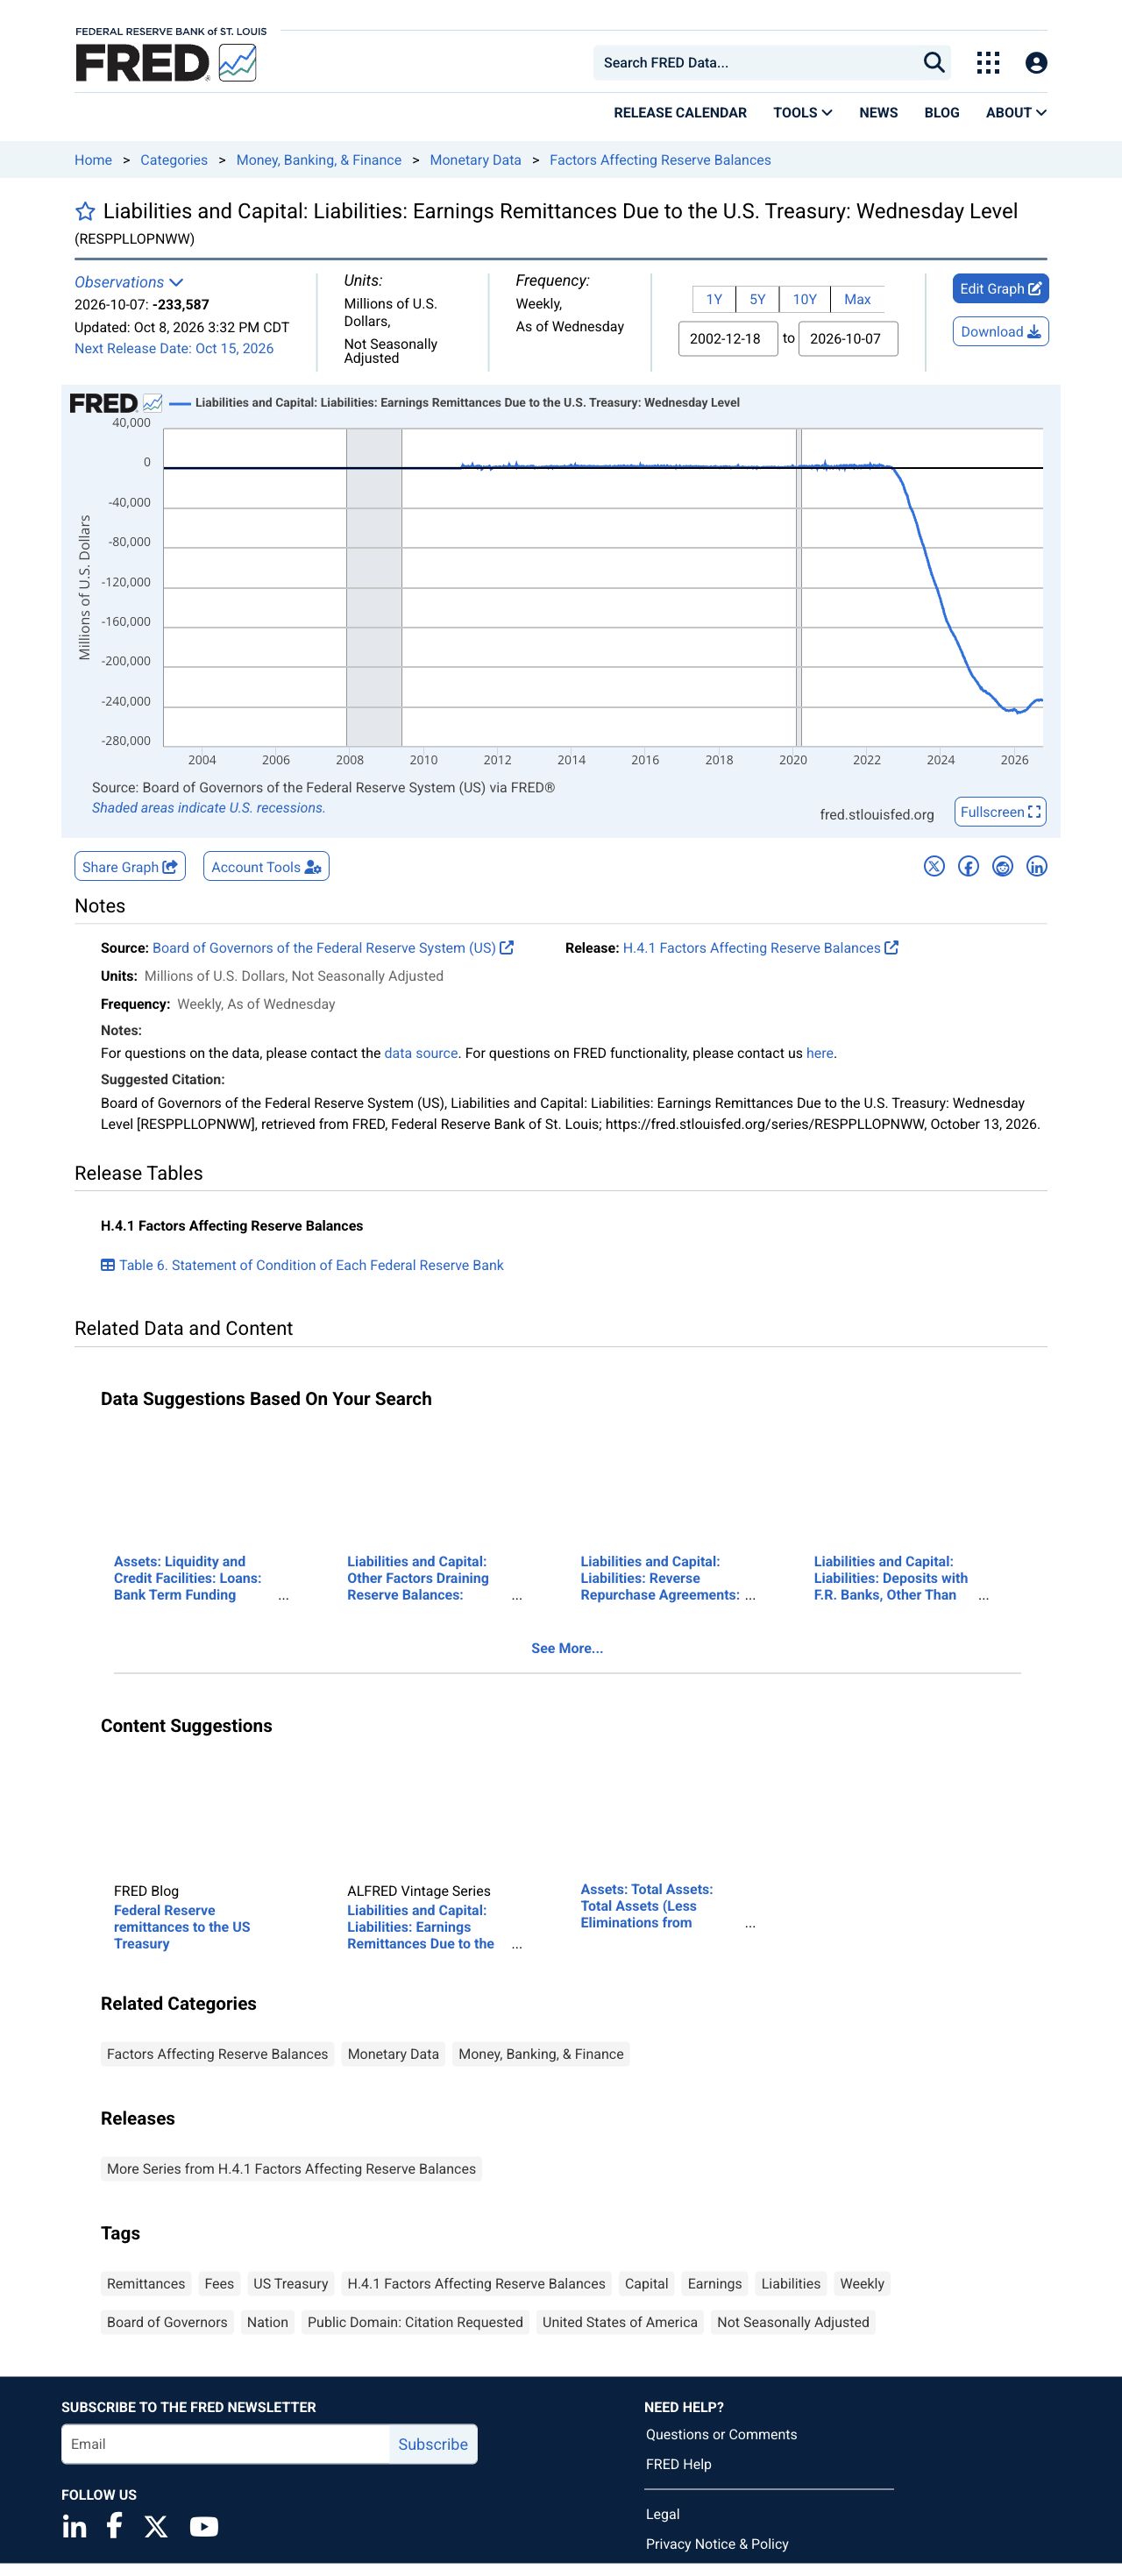 FEDERAL RESERVE BANK of ST. LOUIS
FRED
Search FRED Data...
RELEASE CALENDAR TOOLS NEWS BLOG ABOUT
Home > Categories > Money, Banking, & Finance > Monetary Data > Factors Affecting Reserve Balances
Liabilities and Capital: Liabilities: Earnings Remittances Due to the U.S. Treasury: Wednesday Level
(RESPPLLOPNWW)
Observations
2026-10-07: -233,587
Updated: Oct 8, 2026 3:32 PM CDT
Next Release Date: Oct 15, 2026
Units:
Millions of U.S.
Dollars,
Not Seasonally
Adjusted
Frequency:
Weekly,
As of Wednesday
1Y 5Y 10Y Max
2002-12-18 to 2026-10-07
Edit Graph
Download
FRED Liabilities and Capital: Liabilities: Earnings Remittances Due to the U.S. Treasury: Wednesday Level
Millions of U.S. Dollars
40,000
0
-40,000
-80,000
-120,000
-160,000
-200,000
-240,000
-280,000
2004 2006 2008 2010 2012 2014 2016 2018 2020 2022 2024 2026
Source: Board of Governors of the Federal Reserve System (US) via FRED®
Shaded areas indicate U.S. recessions.
fred.stlouisfed.org
Fullscreen
Share Graph Account Tools
Notes
Source: Board of Governors of the Federal Reserve System (US) Release: H.4.1 Factors Affecting Reserve Balances
Units: Millions of U.S. Dollars, Not Seasonally Adjusted
Frequency: Weekly, As of Wednesday
Notes:
For questions on the data, please contact the data source. For questions on FRED functionality, please contact us here.
Suggested Citation:
Board of Governors of the Federal Reserve System (US), Liabilities and Capital: Liabilities: Earnings Remittances Due to the U.S. Treasury: Wednesday
Level [RESPPLLOPNWW], retrieved from FRED, Federal Reserve Bank of St. Louis; https://fred.stlouisfed.org/series/RESPPLLOPNWW, October 13, 2026.
Release Tables
H.4.1 Factors Affecting Reserve Balances
Table 6. Statement of Condition of Each Federal Reserve Bank
Related Data and Content
Data Suggestions Based On Your Search
Assets: Liquidity and
Credit Facilities: Loans:
Bank Term Funding ...
Liabilities and Capital:
Other Factors Draining
Reserve Balances: ...
Liabilities and Capital:
Liabilities: Reverse
Repurchase Agreements: ...
Liabilities and Capital:
Liabilities: Deposits with
F.R. Banks, Other Than ...
See More...
Content Suggestions
FRED Blog
Federal Reserve
remittances to the US
Treasury
ALFRED Vintage Series
Liabilities and Capital:
Liabilities: Earnings
Remittances Due to the ...
Assets: Total Assets:
Total Assets (Less
Eliminations from ...
Related Categories
Factors Affecting Reserve Balances Monetary Data Money, Banking, & Finance
Releases
More Series from H.4.1 Factors Affecting Reserve Balances
Tags
Remittances Fees US Treasury H.4.1 Factors Affecting Reserve Balances Capital Earnings Liabilities Weekly
Board of Governors Nation Public Domain: Citation Requested United States of America Not Seasonally Adjusted
SUBSCRIBE TO THE FRED NEWSLETTER
Email Subscribe
FOLLOW US
NEED HELP?
Questions or Comments
FRED Help
Legal
Privacy Notice & Policy